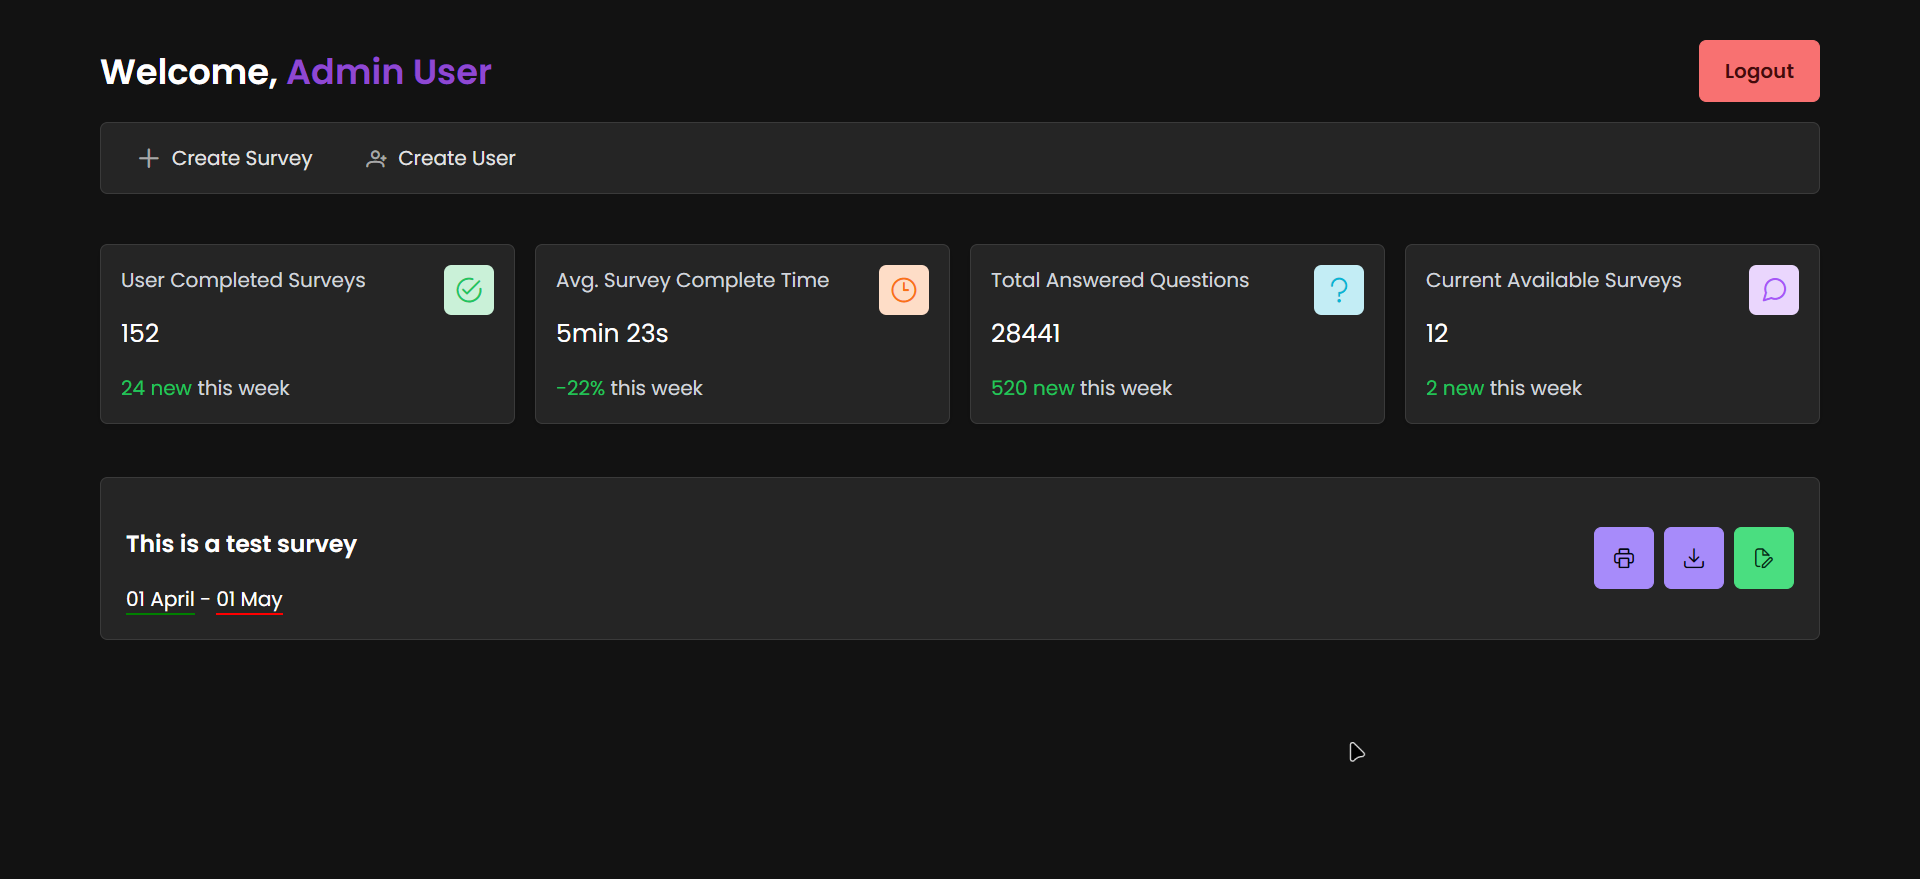 Welcome, Admin User
Logout
Create Survey
Create User
User Completed Surveys
152
24 new this week
Avg. Survey Complete Time
5min 23s
-22% this week
Total Answered Questions
28441
520 new this week
Current Available Surveys
12
2 new this week
This is a test survey
01 April - 01 May